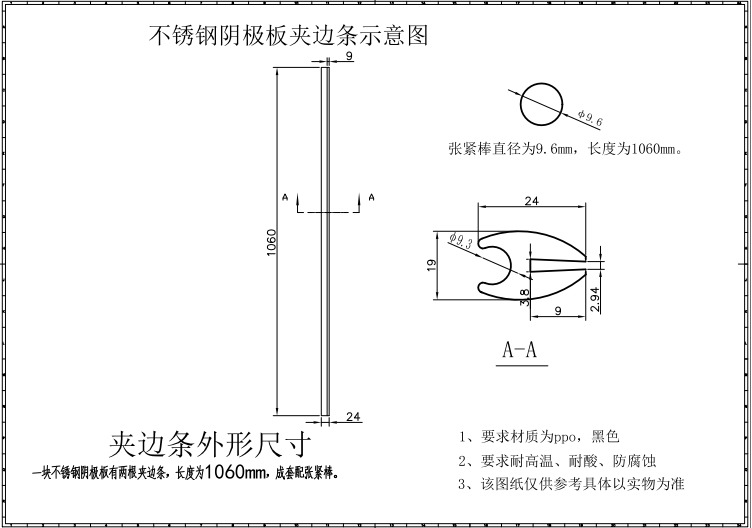 不锈钢阴极板夹边条示意图
9
φ9.6
张紧棒直径为9.6mm，长度为1060mm。
A A
24
1060
φ9.3
19
3.8
2.94
9
A-A
24
夹边条外形尺寸
一块不锈钢阴极板有两根夹边条，长度为1060mm，成套配张紧棒。
1、要求材质为ppo，黑色
2、要求耐高温、耐酸、防腐蚀
3、该图纸仅供参考具体以实物为准